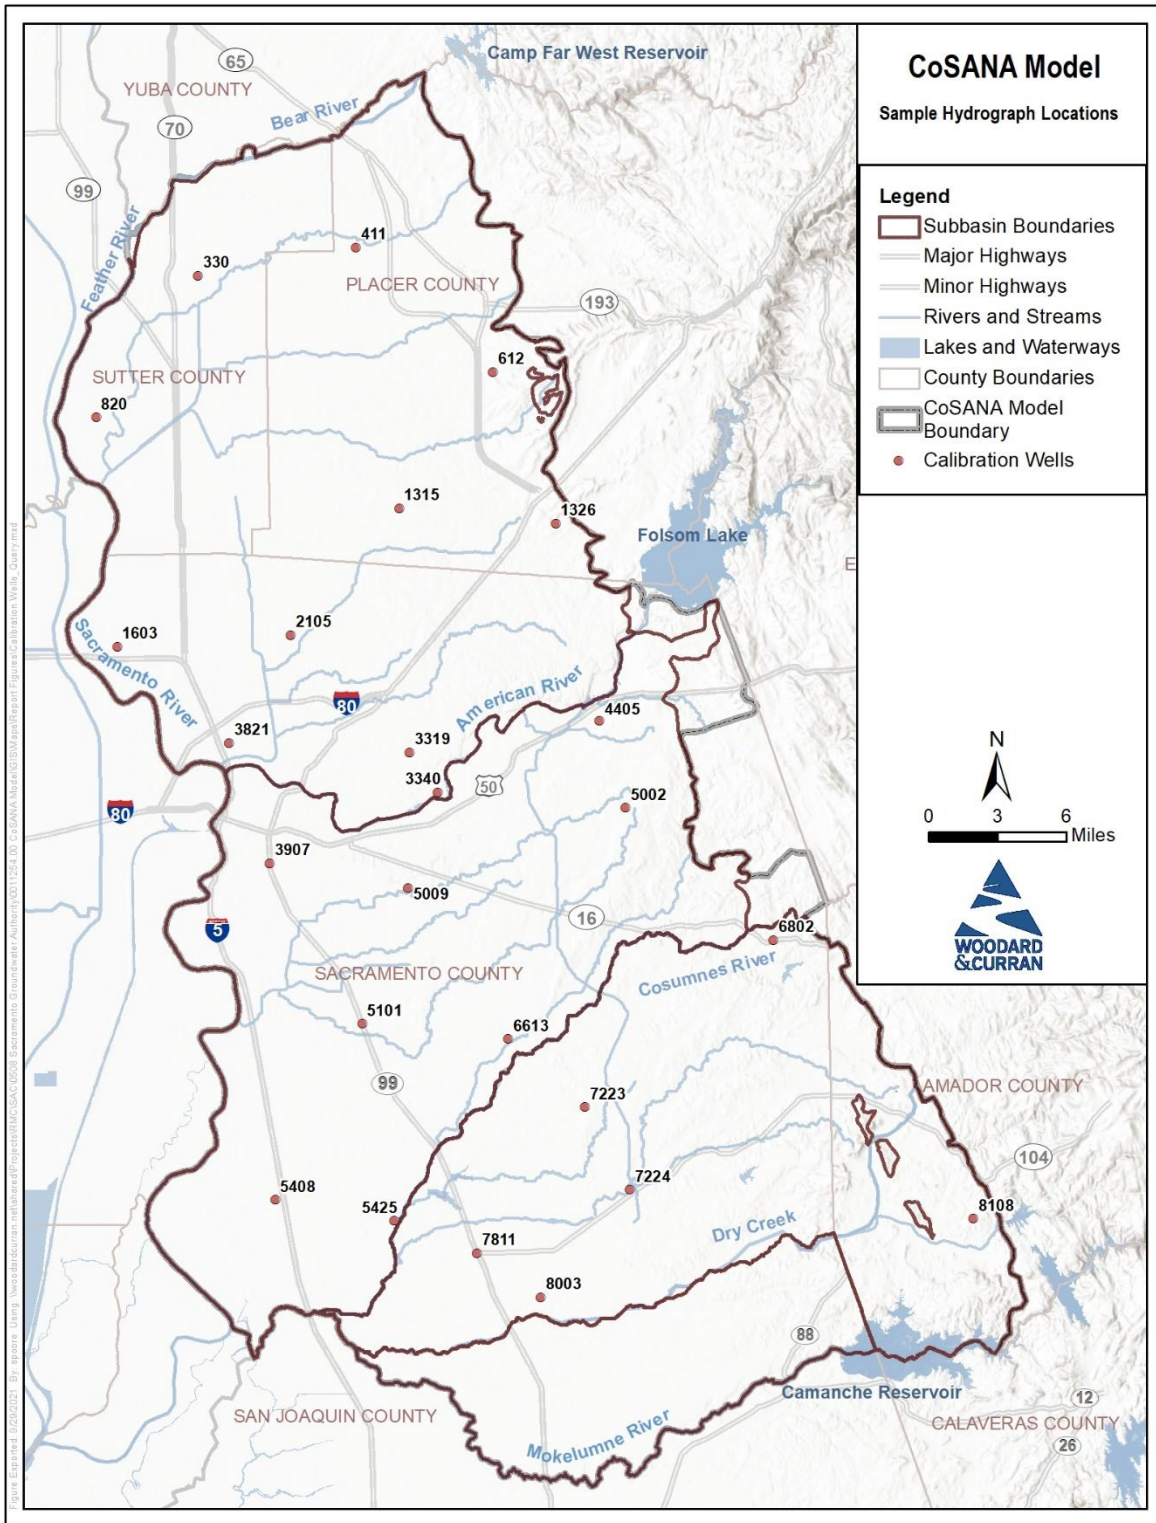 CoSANA Model
Sample Hydrograph Locations
Legend
Subbasin Boundaries
Major Highways
Minor Highways
Rivers and Streams
Lakes and Waterways
County Boundaries
CoSANA Model
Boundary
Calibration Wells
N
0 3 6
Miles
WOODARD
&CURRAN
Camp Far West Reservoir
65
YUBA COUNTY
Bear River
70
99
Feather River
411
330
PLACER COUNTY
193
612
SUTTER COUNTY
820
1315
1326
Folsom Lake
E
2105
1603
Sacramento River
80
American River
4405
3821
3319
3340
50
5002
80
3907
5009
16
5
6802
SACRAMENTO COUNTY
Cosumnes River
5101
6613
99
7223
AMADOR COUNTY
104
7224
5408
5425
8108
Dry Creek
7811
8003
88
Camanche Reservoir
12
SAN JOAQUIN COUNTY
CALAVERAS COUNTY
26
Mokelumne River